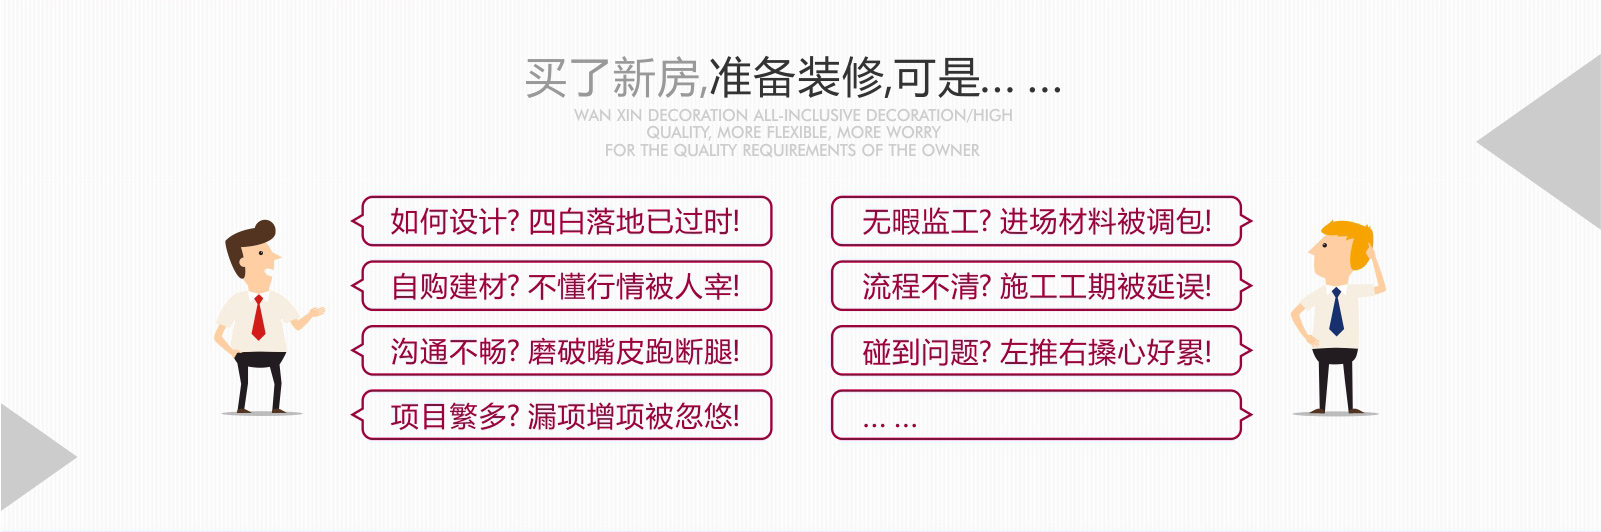 买了新房,准备装修,可是... ...
WAN XIN DECORATION ALL-INCLUSIVE DECORATION/HIGH
QUALITY, MORE FLEXIBLE, MORE WORRY
FOR THE QUALITY REQUIREMENTS OF THE OWNER
如何设计? 四白落地已过时!
自购建材? 不懂行情被人宰!
沟通不畅? 磨破嘴皮跑断腿!
项目繁多? 漏项增项被忽悠!
无暇监工? 进场材料被调包!
流程不清? 施工工期被延误!
碰到问题? 左推右搡心好累!
... ...